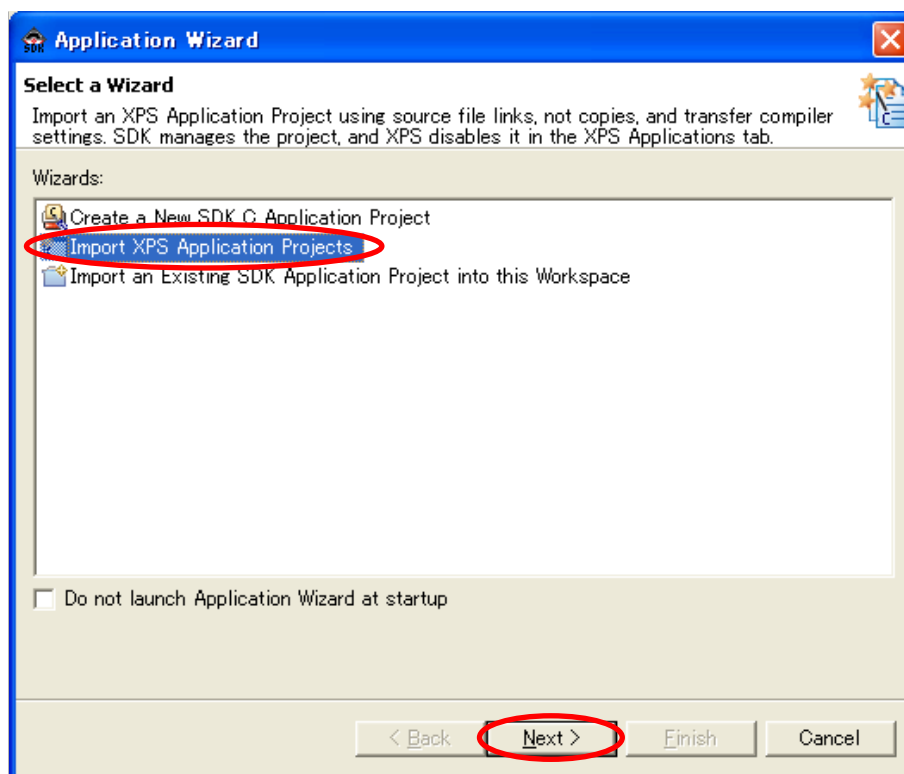 SDK
Application Wizard
Select a Wizard
Import an XPS Application Project using source file links, not copies, and transfer compiler
settings. SDK manages the project, and XPS disables it in the XPS Applications tab.
Wizards:
Create a New SDK C Application Project
Import XPS Application Projects
Import an Existing SDK Application Project into this Workspace
Do not launch Application Wizard at startup
< Back Next > Finish Cancel